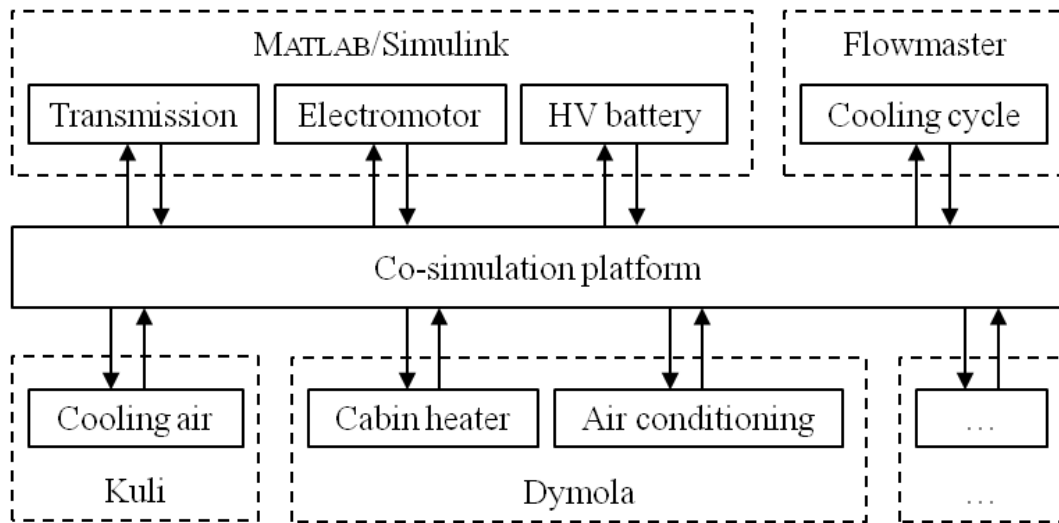 MATLAB/Simulink
Flowmaster
Transmission
Electromotor
HV battery
Cooling cycle
Co-simulation platform
Cooling air
Cabin heater
Air conditioning
…
Kuli
Dymola
…